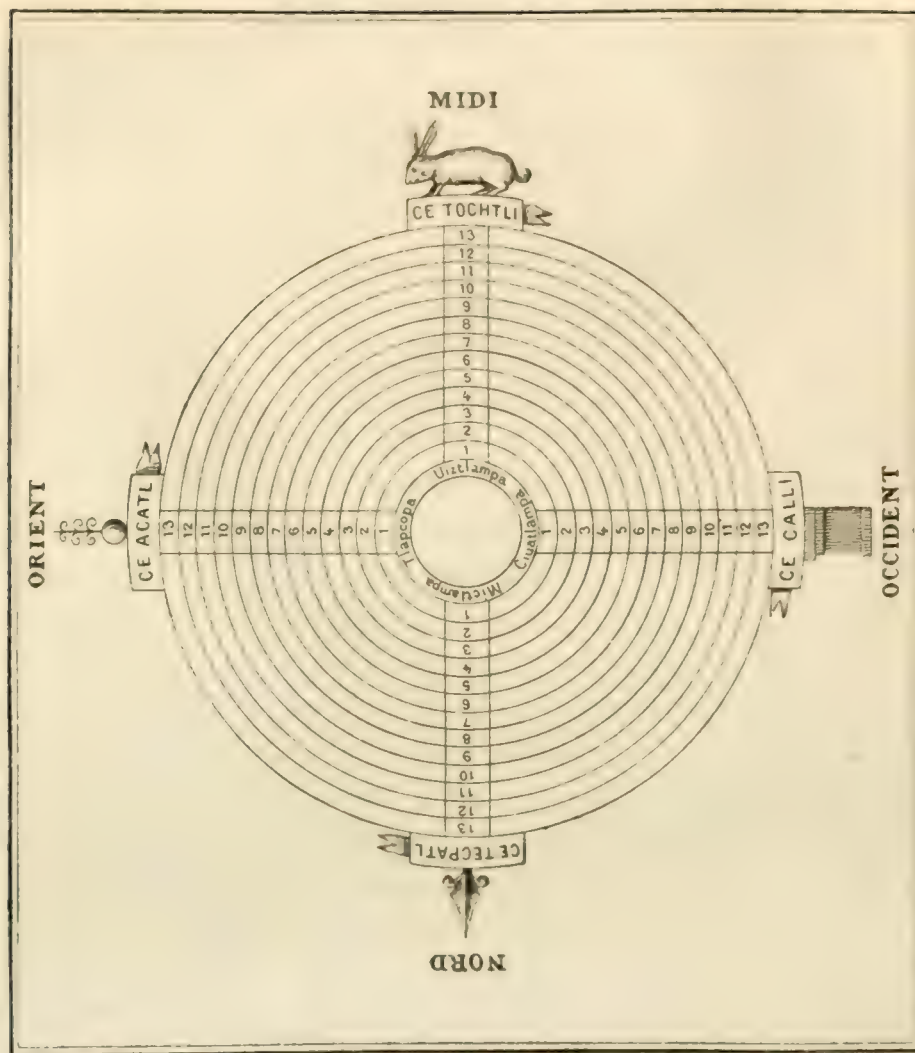 MIDI
CE TOCHTLI
13
12
11
10
9
8
7
6
5
4
3
2
1
Uiztlampa
ORIENT
CE ACATL
13 12 11 10 9 8 7 6 5 4 3 2 1
Tlapcopa
Ciuatlampa
1 2 3 4 5 6 7 8 9 10 11 12 13
CE CALLI
OCCIDENT
Mictlampa
1
2
3
4
5
6
7
8
9
10
11
12
13
CE TECPATL
NORD